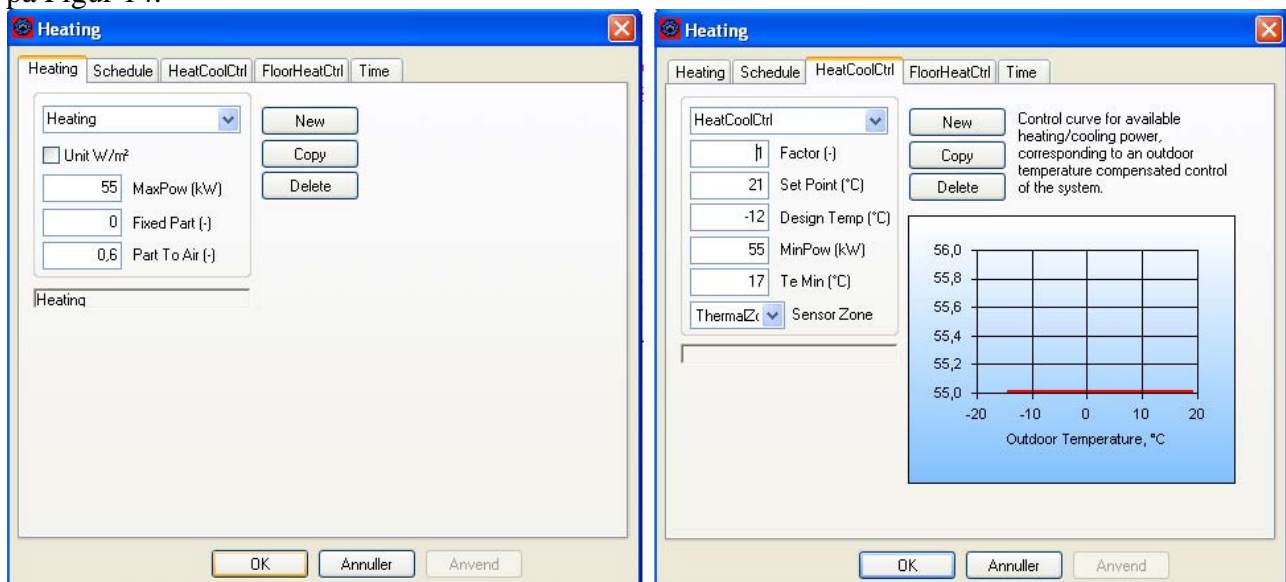 på Figur 14.
Heating
Heating Schedule HeatCoolCtrl FloorHeatCtrl Time
Heating
New
Unit W/m²
Copy
55 MaxPow (kW)
Delete
0 Fixed Part (-)
0,6 Part To Air (-)
Heating
OK Annuller Anvend
Heating
Heating Schedule HeatCoolCtrl FloorHeatCtrl Time
HeatCoolCtrl
New
1 Factor (-)
Copy
21 Set Point (°C)
Delete
-12 Design Temp (°C)
55 MinPow (kW)
17 Te Min (°C)
Sensor Zone
Control curve for available
heating/cooling power,
corresponding to an outdoor
temperature compensated control
of the system.
56,0
55,8
55,6
55,4
55,2
55,0
-20 -10 0 10 20
Outdoor Temperature, °C
OK Annuller Anvend